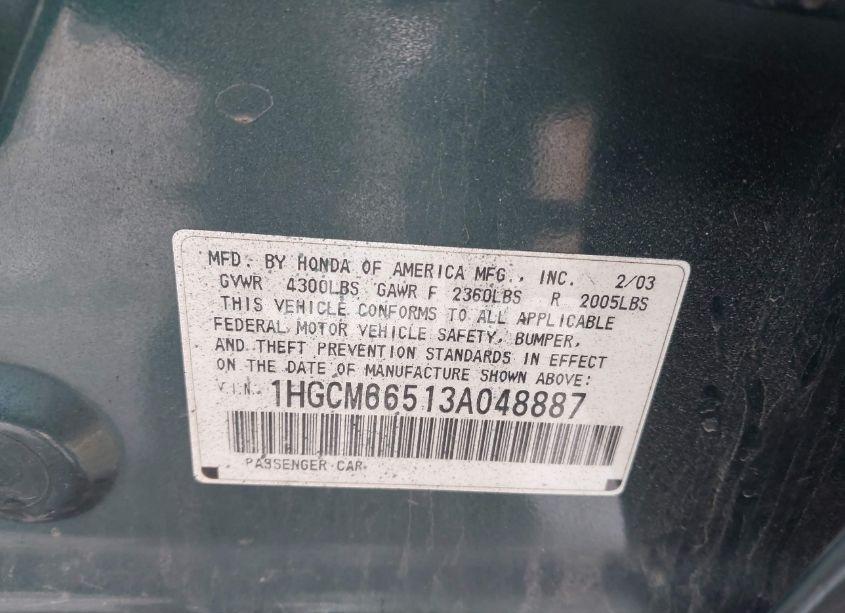 MFD. BY HONDA OF AMERICA MFG., INC. 2/03
GVWR 4300LBS GAWR F 2360LBS R 2005LBS
THIS VEHICLE CONFORMS TO ALL APPLICABLE
FEDERAL MOTOR VEHICLE SAFETY, BUMPER,
AND THEFT PREVENTION STANDARDS IN EFFECT
ON THE DATE OF MANUFACTURE SHOWN ABOVE:
V.I.N. 1HGCM66513A048887
PASSENGER CAR